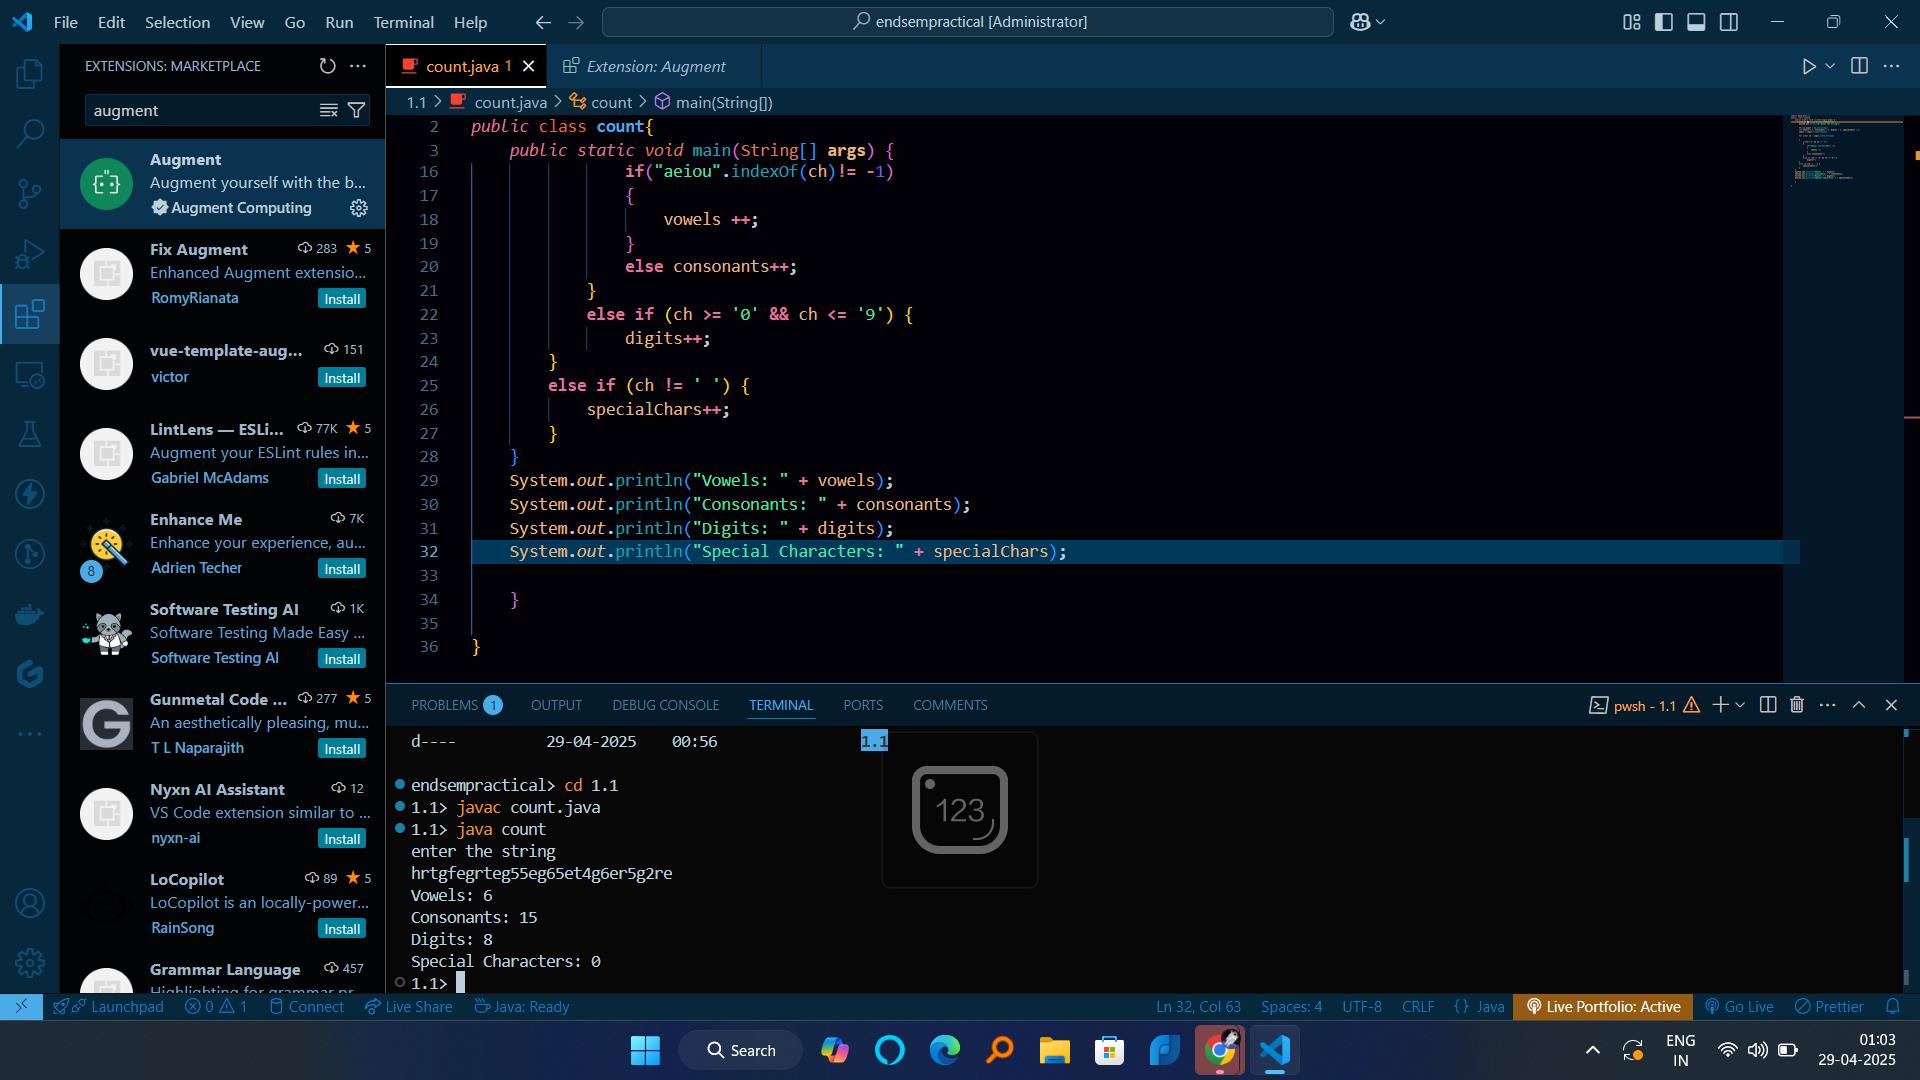 File Edit Selection View Go Run Terminal Help
endsempractical [Administrator]
EXTENSIONS: MARKETPLACE
augment
Augment
Augment yourself with the b...
Augment Computing
Fix Augment 283 5
Enhanced Augment extensio...
RomyRianata Install
vue-template-aug... 151
victor Install
LintLens — ESLi... 77K 5
Augment your ESLint rules in...
Gabriel McAdams Install
Enhance Me 7K
Enhance your experience, au...
8 Adrien Techer Install
Software Testing AI 1K
Software Testing Made Easy ...
Software Testing AI Install
Gunmetal Code ... 277 5
An aesthetically pleasing, mu...
T L Naparajith Install
Nyxn AI Assistant 12
VS Code extension similar to ...
nyxn-ai Install
LoCopilot 89 5
LoCopilot is an locally-power...
RainSong Install
Grammar Language 457
count.java 1 Extension: Augment
1.1 > count.java > count > main(String[])
2 public class count{
3 public static void main(String[] args) {
16 if("aeiou".indexOf(ch)!= -1)
17 {
18 vowels ++;
19 }
20 else consonants++;
21 }
22 else if (ch >= '0' && ch <= '9') {
23 digits++;
24 }
25 else if (ch != ' ') {
26 specialChars++;
27 }
28 }
29 System.out.println("Vowels: " + vowels);
30 System.out.println("Consonants: " + consonants);
31 System.out.println("Digits: " + digits);
32 System.out.println("Special Characters: " + specialChars);
33
34 }
35
36 }
PROBLEMS 1 OUTPUT DEBUG CONSOLE TERMINAL PORTS COMMENTS
pwsh - 1.1
d---- 29-04-2025 00:56 1.1
endsempractical> cd 1.1
1.1> javac count.java
1.1> java count
enter the string
hrtgfegrteg55eg65et4g6er5g2re
Vowels: 6
Consonants: 15
Digits: 8
Special Characters: 0
1.1>
123
Launchpad 0 1 Connect Live Share Java: Ready
Ln 32, Col 63 Spaces: 4 UTF-8 CRLF {} Java Live Portfolio: Active Go Live Prettier
Search
ENG
IN
01:03
29-04-2025